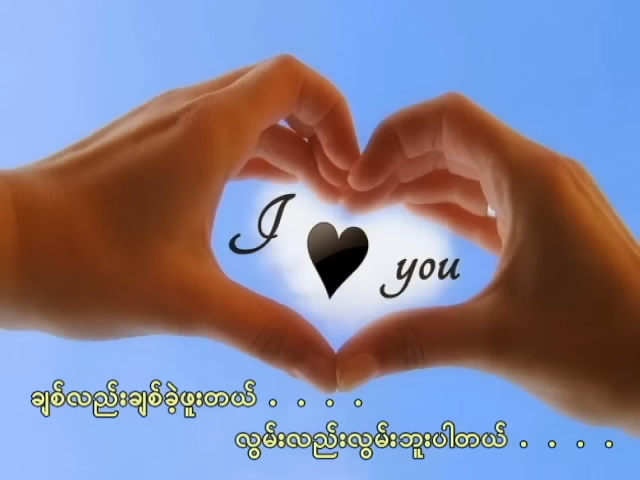 I ♥ you
ချစ်လည်းချစ်ခဲ့ဖူးတယ် . . . .
လွမ်းလည်းလွမ်းဘူးပါတယ် . . . .